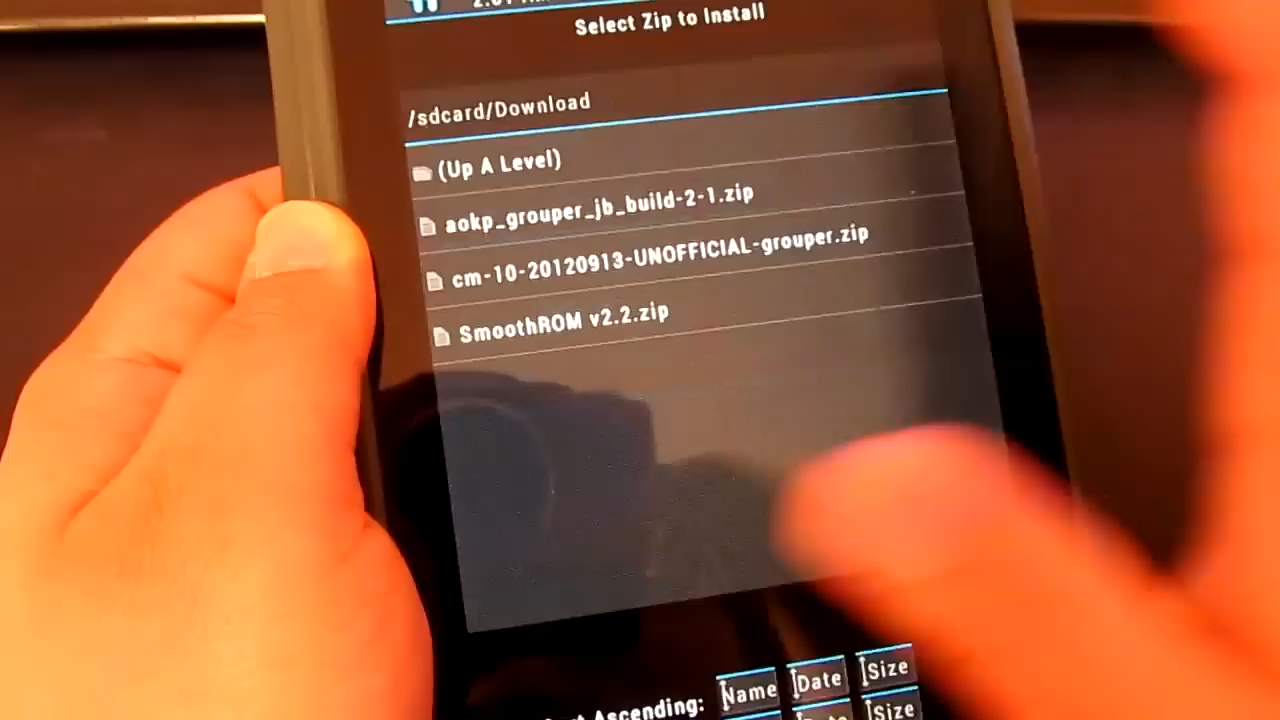 Select Zip to Install
/sdcard/Download
(Up A Level)
aokp_grouper_jb_build-2-1.zip
cm-10-20120913-UNOFFICIAL-grouper.zip
SmoothROM v2.2.zip
Ascending: Name Date Size
Size